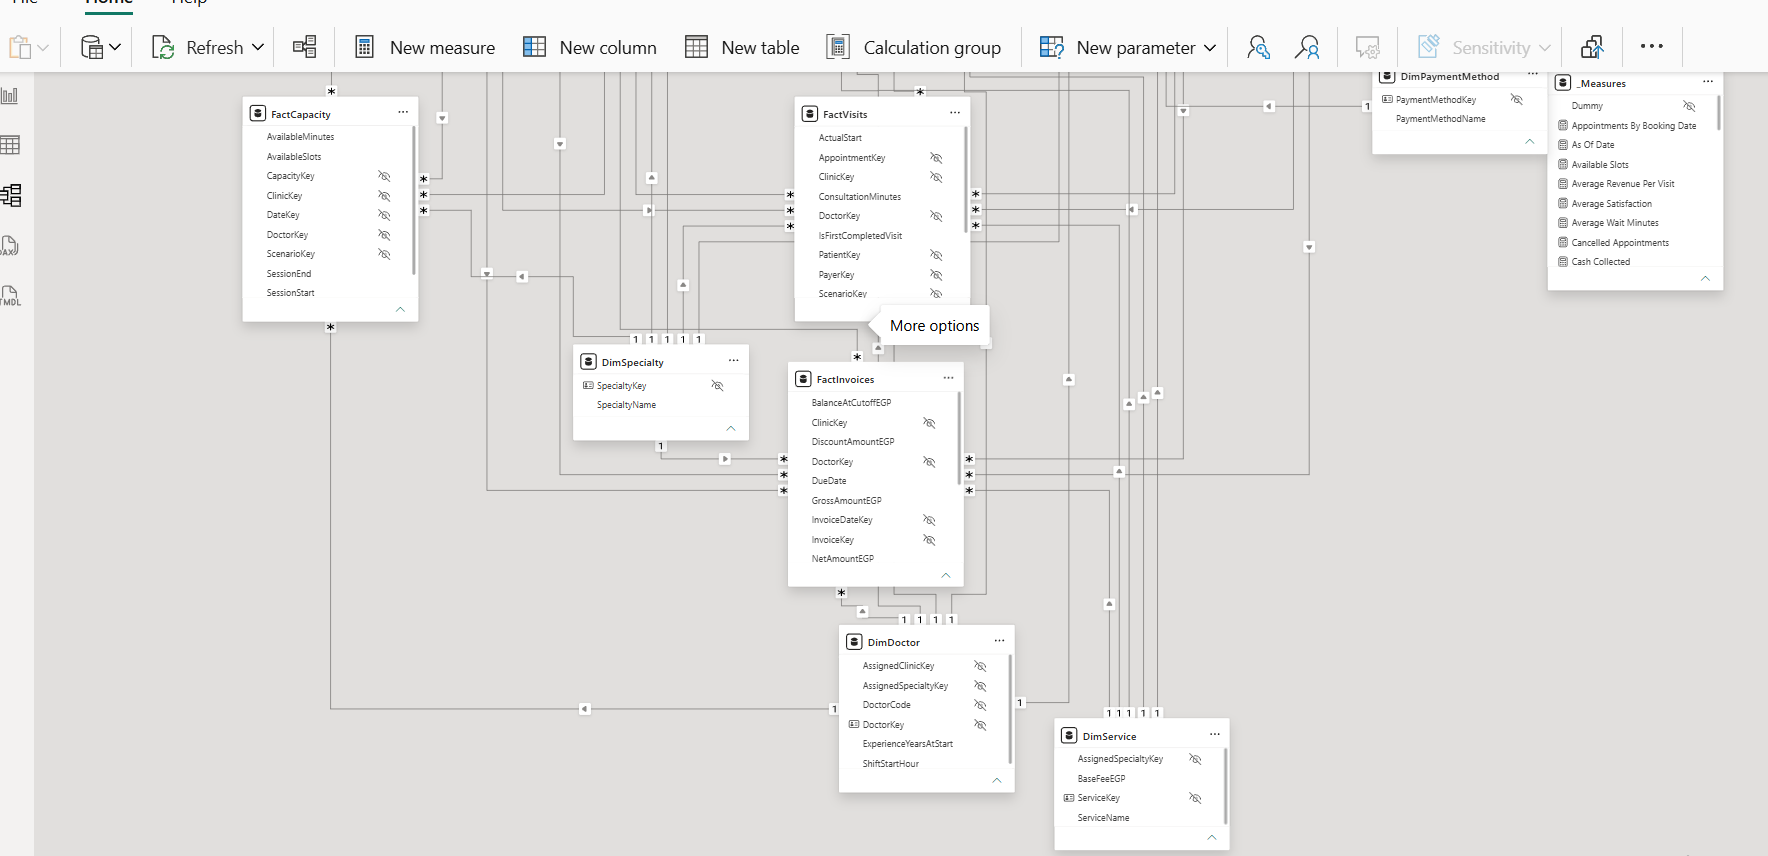 File
Home
Help
Refresh
New measure
New column
New table
Calculation group
New parameter
Sensitivity
FactCapacity
AvailableMinutes
AvailableSlots
CapacityKey
ClinicKey
DateKey
DoctorKey
ScenarioKey
SessionEnd
SessionStart
FactVisits
ActualStart
AppointmentKey
ClinicKey
ConsultationMinutes
DoctorKey
IsFirstCompletedVisit
PatientKey
PayerKey
ScenarioKey
More options
DimPaymentMethod
PaymentMethodKey
PaymentMethodName
_Measures
Dummy
Appointments By Booking Date
As Of Date
Available Slots
Average Revenue Per Visit
Average Satisfaction
Average Wait Minutes
Cancelled Appointments
Cash Collected
DimSpecialty
SpecialtyKey
SpecialtyName
FactInvoices
BalanceAtCutoffEGP
ClinicKey
DiscountAmountEGP
DoctorKey
DueDate
GrossAmountEGP
InvoiceDateKey
InvoiceKey
NetAmountEGP
DimDoctor
AssignedClinicKey
AssignedSpecialtyKey
DoctorCode
DoctorKey
ExperienceYearsAtStart
ShiftStartHour
DimService
AssignedSpecialtyKey
BaseFeeEGP
ServiceKey
ServiceName